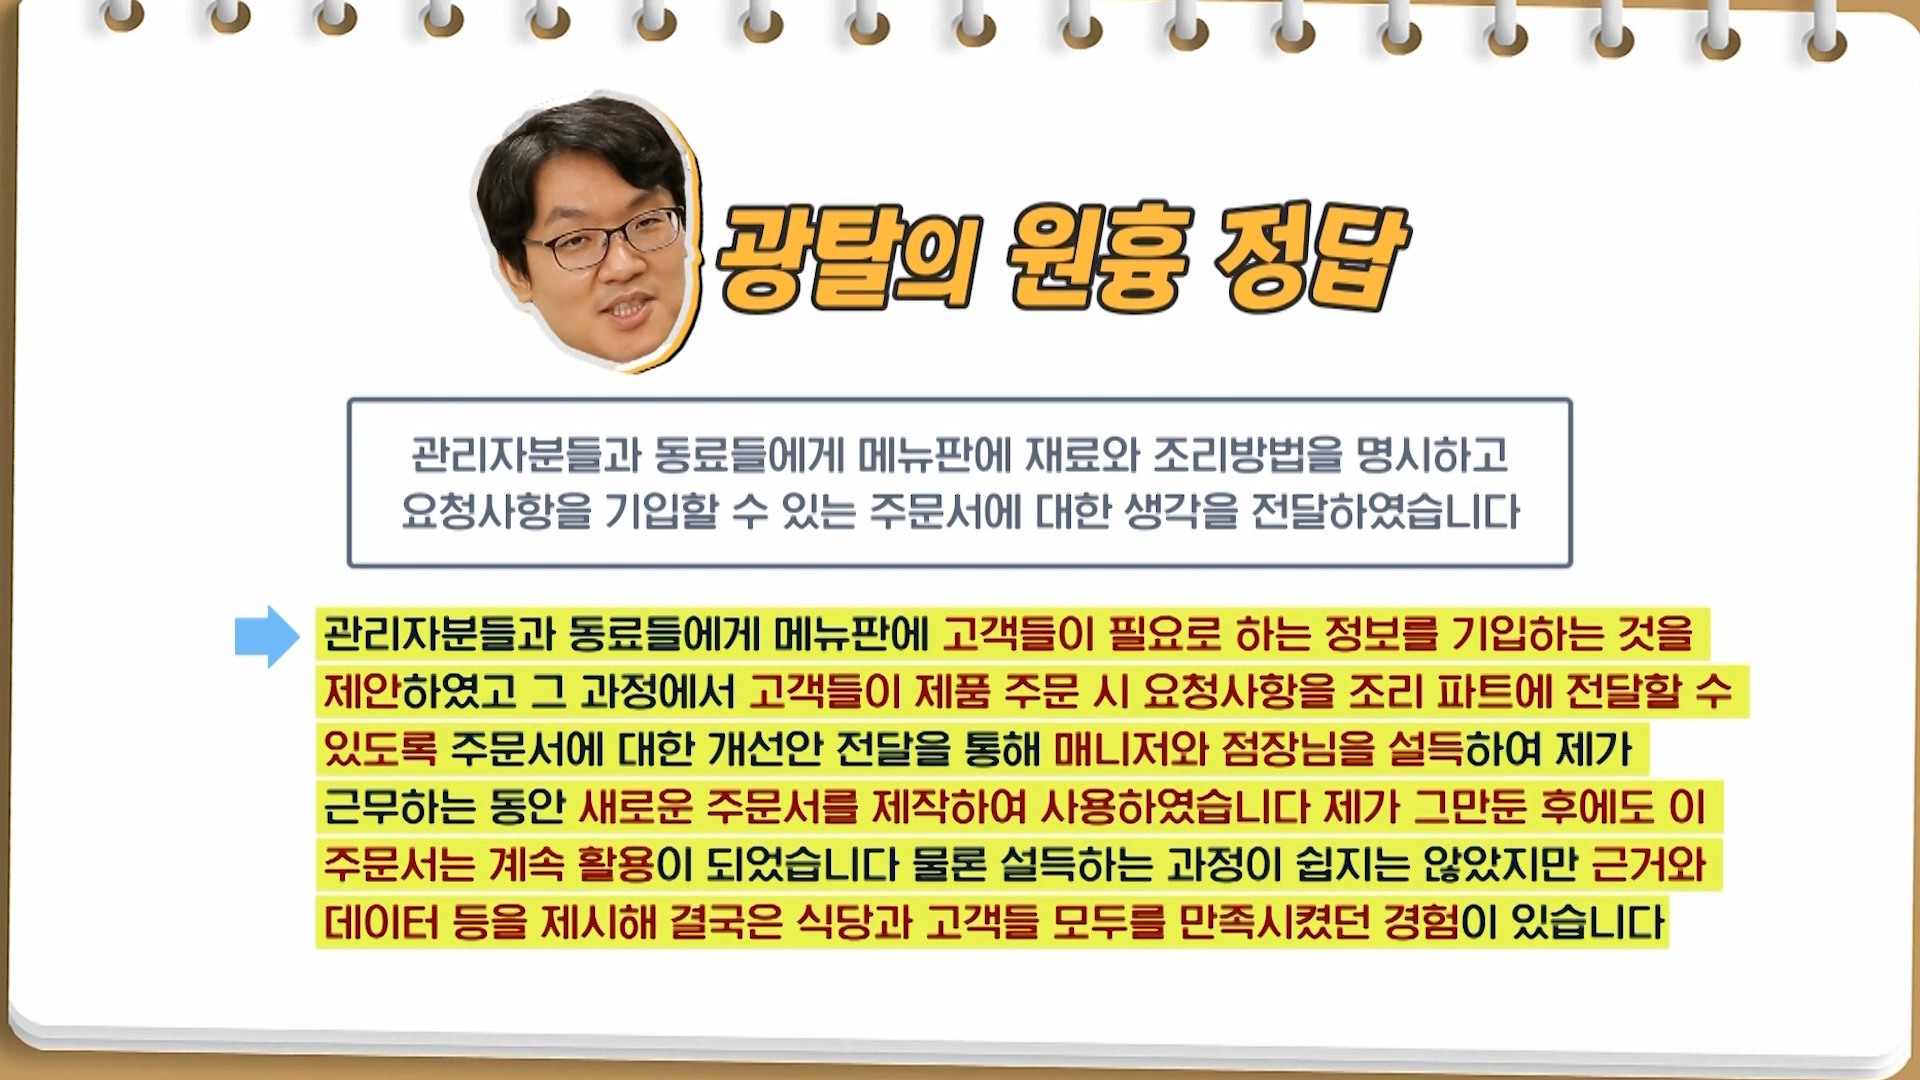 광탈의 원흉 정답
관리자분들과 동료들에게 메뉴판에 재료와 조리방법을 명시하고
요청사항을 기입할 수 있는 주문서에 대한 생각을 전달하였습니다
관리자분들과 동료들에게 메뉴판에 고객들이 필요로 하는 정보를 기입하는 것을
제안하였고 그 과정에서 고객들이 제품 주문 시 요청사항을 조리 파트에 전달할 수
있도록 주문서에 대한 개선안 전달을 통해 매니저와 점장님을 설득하여 제가
근무하는 동안 새로운 주문서를 제작하여 사용하였습니다 제가 그만둔 후에도 이
주문서는 계속 활용이 되었습니다 물론 설득하는 과정이 쉽지는 않았지만 근거와
데이터 등을 제시해 결국은 식당과 고객들 모두를 만족시켰던 경험이 있습니다